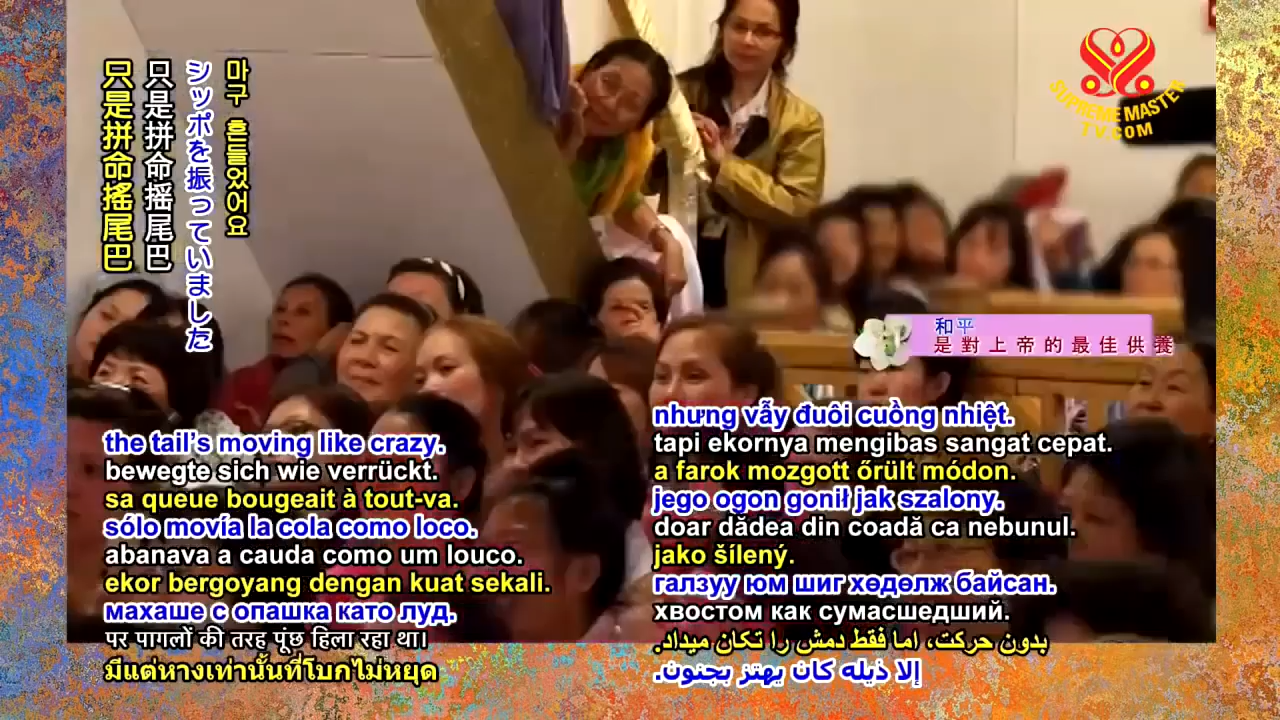 只是拼命搖尾巴
只是拼命摇尾巴
シッポを振っていました
마구 흔들었어요
SUPREME MASTER
TV.COM
和平
是對上帝的最佳供養
the tail's moving like crazy.
bewegte sich wie verrückt.
sa queue bougeait à tout-va.
sólo movía la cola como loco.
abanava a cauda como um louco.
ekor bergoyang dengan kuat sekali.
махаше с опашка като луд.
पर पागलों की तरह पूंछ हिला रहा था।
มีแต่หางเท่านั้นที่โบกไม่หยุด
nhưng vẫy đuôi cuồng nhiệt.
tapi ekornya mengibas sangat cepat.
a farok mozgott őrült módon.
jego ogon gonił jak szalony.
doar dădea din coadă ca nebunul.
jako šílený.
галзуу юм шиг хөдөлж байсан.
хвостом как сумасшедший.
بدون حرکت، اما فقط دمش را تکان میداد.
إلا ذيله كان يهتز بجنون.